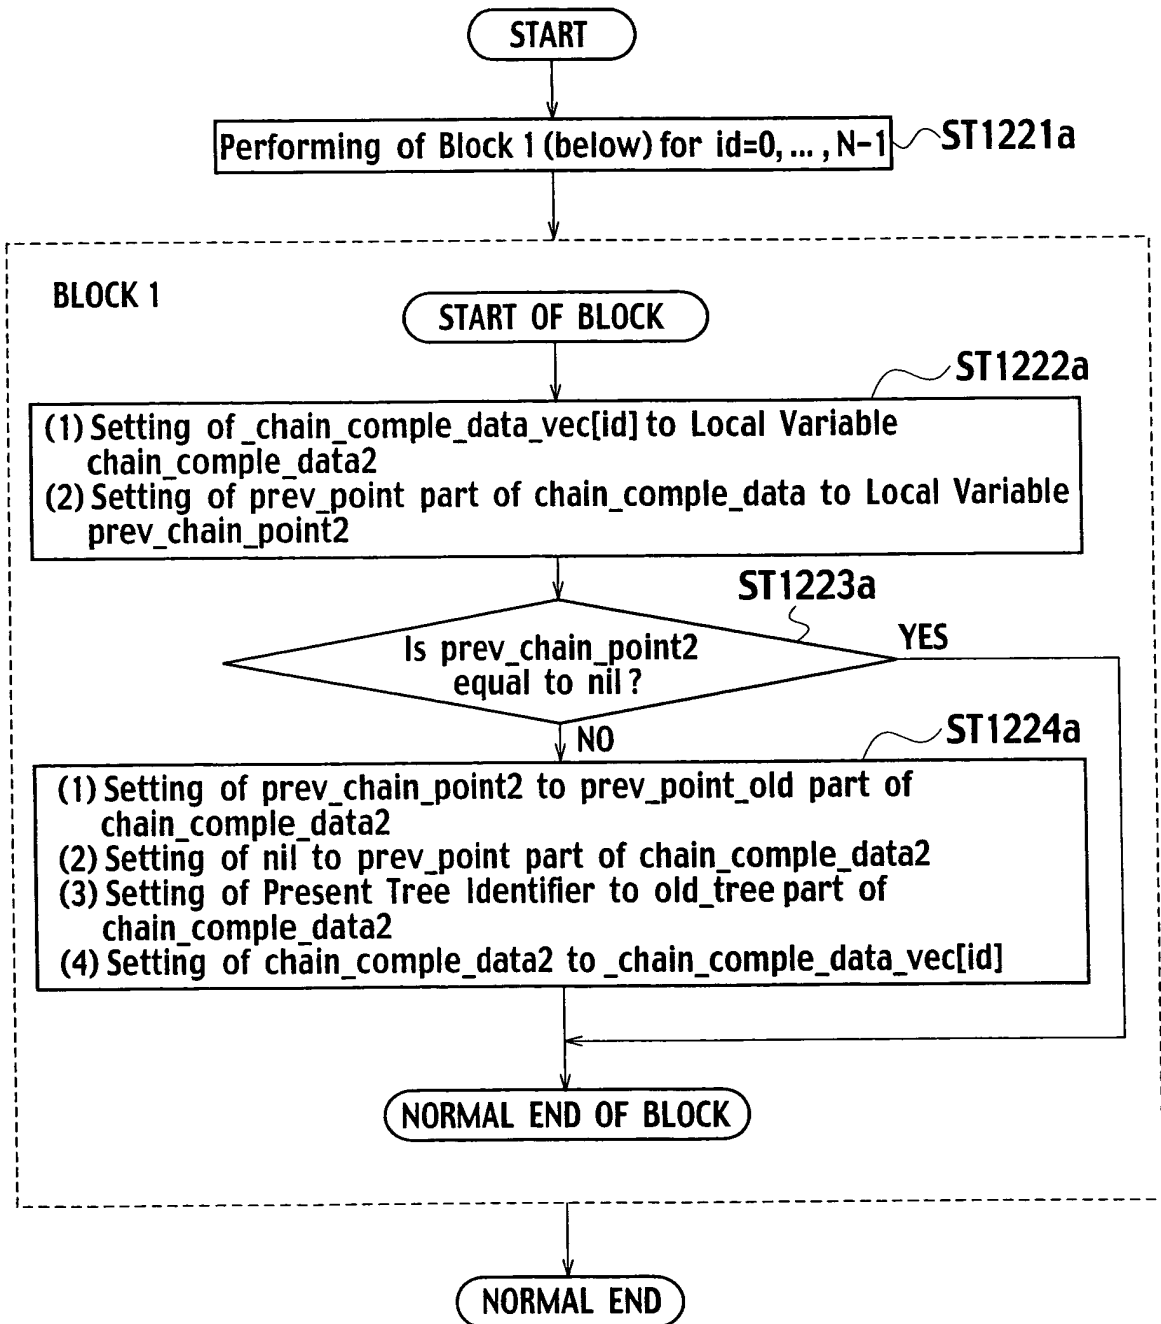 START
Performing of Block 1 (below) for id=0, ... , N-1
ST1221a
BLOCK 1
START OF BLOCK
ST1222a
(1) Setting of _chain_comple_data_vec[id] to Local Variable
chain_comple_data2
(2) Setting of prev_point part of chain_comple_data to Local Variable
prev_chain_point2
ST1223a
Is prev_chain_point2
equal to nil ?
YES
NO
ST1224a
(1) Setting of prev_chain_point2 to prev_point_old part of
chain_comple_data2
(2) Setting of nil to prev_point part of chain_comple_data2
(3) Setting of Present Tree Identifier to old_tree part of
chain_comple_data2
(4) Setting of chain_comple_data2 to _chain_comple_data_vec[id]
NORMAL END OF BLOCK
NORMAL END